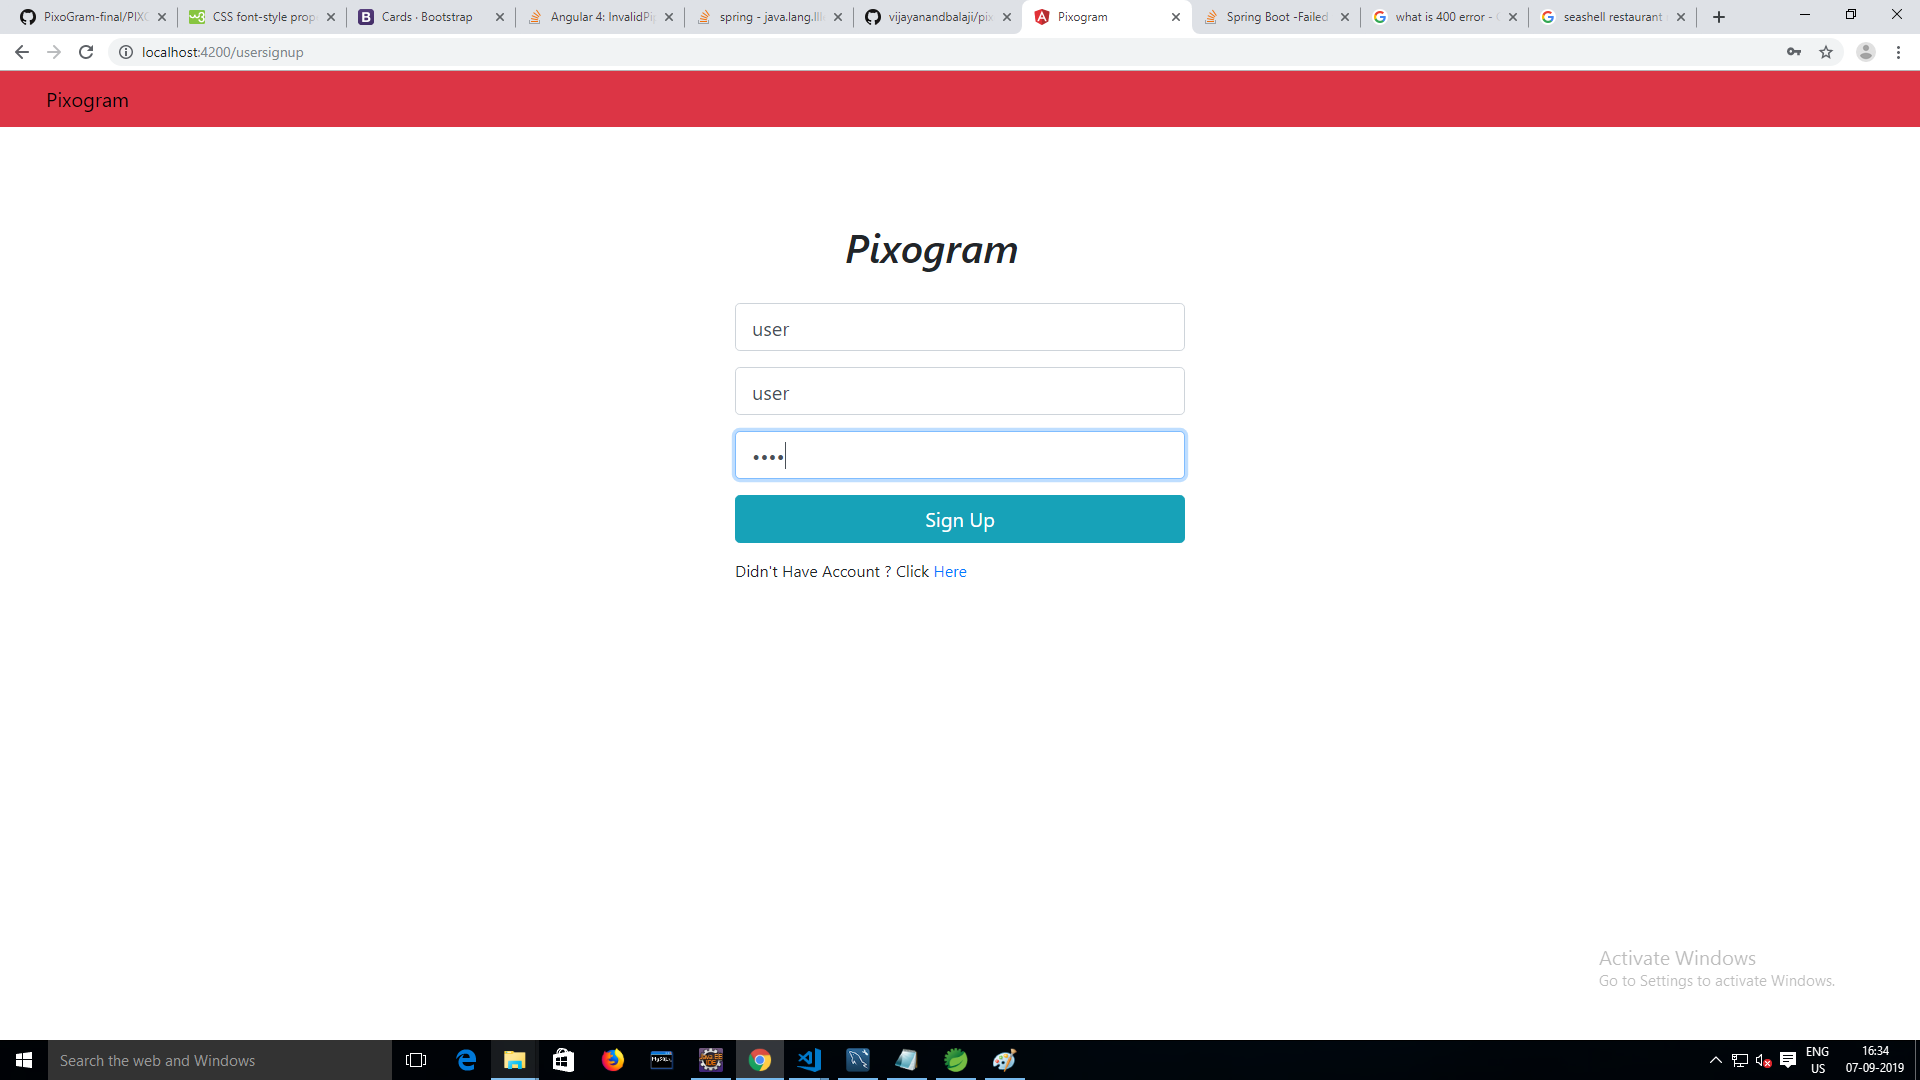 PixoGram-final/PIXO
CSS font-style prop
Cards · Bootstrap
Angular 4: InvalidPi
spring - java.lang.Ill
vijayanandbalaji/pix
Pixogram
Spring Boot -Failed
what is 400 error -
seashell restaurant
localhost:4200/usersignup
Pixogram
Pixogram
user
user
Sign Up
Didn't Have Account ? Click Here
Activate Windows
Go to Settings to activate Windows.
Search the web and Windows
MySQL
ENG
US
16:34
07-09-2019